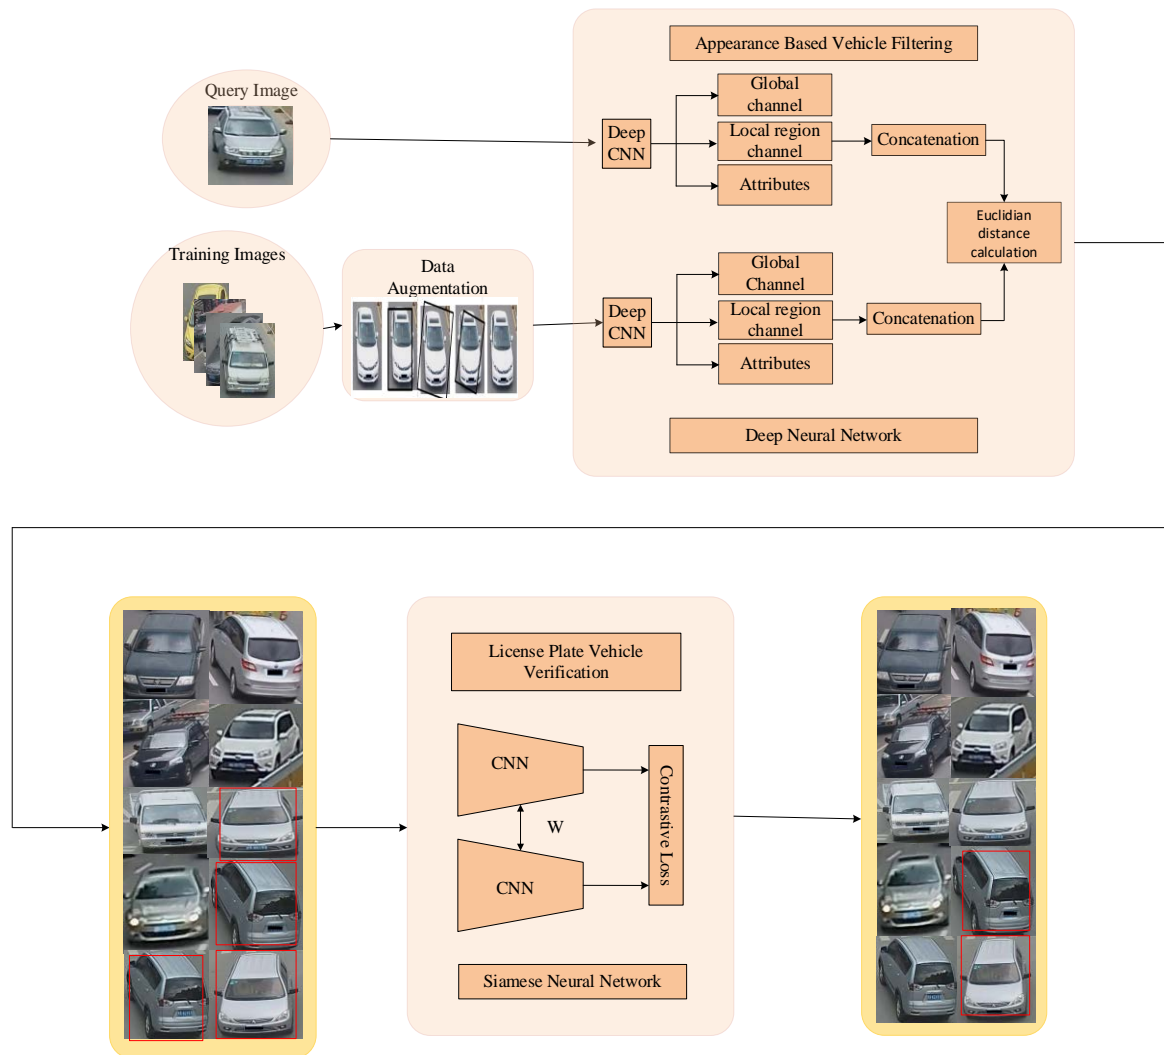 Appearance Based Vehicle Filtering
Query Image
Deep
CNN
Global
channel
Local region
channel
Attributes
Concatenation
Euclidian
distance
calculation
Training Images
Data
Augmentation
Deep
CNN
Global
Channel
Local region
channel
Attributes
Concatenation
Deep Neural Network
License Plate Vehicle
Verification
CNN
W
CNN
Contrastive Loss
Siamese Neural Network